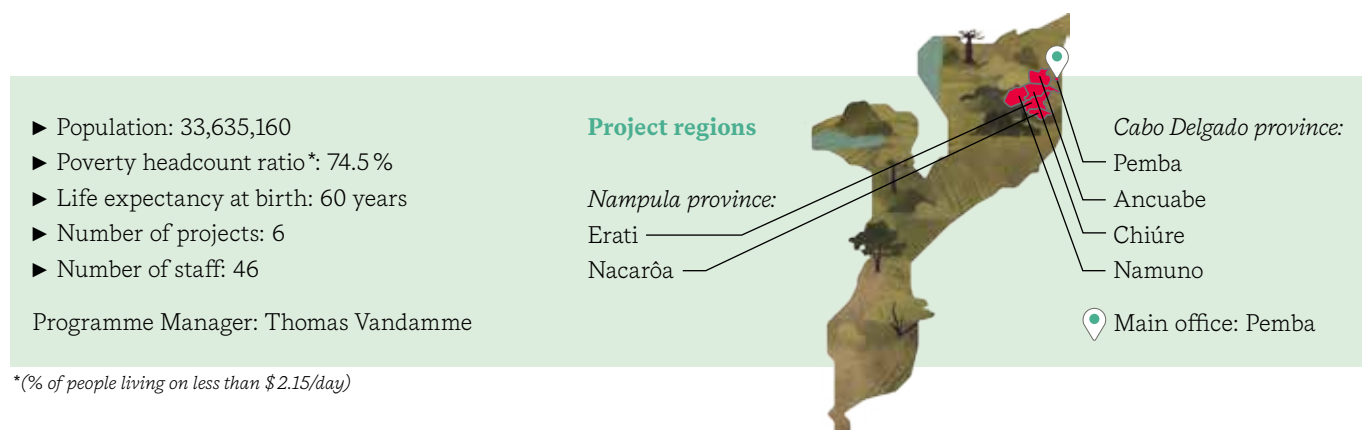 ► Population: 33,635,160
► Poverty headcount ratio*: 74.5 %
► Life expectancy at birth: 60 years
► Number of projects: 6
► Number of staff: 46
Programme Manager: Thomas Vandamme
*(% of people living on less than $ 2.15/day)
Project regions
Nampula province:
Erati
Nacarôa
Cabo Delgado province:
Pemba
Ancuabe
Chiúre
Namuno
Main office: Pemba